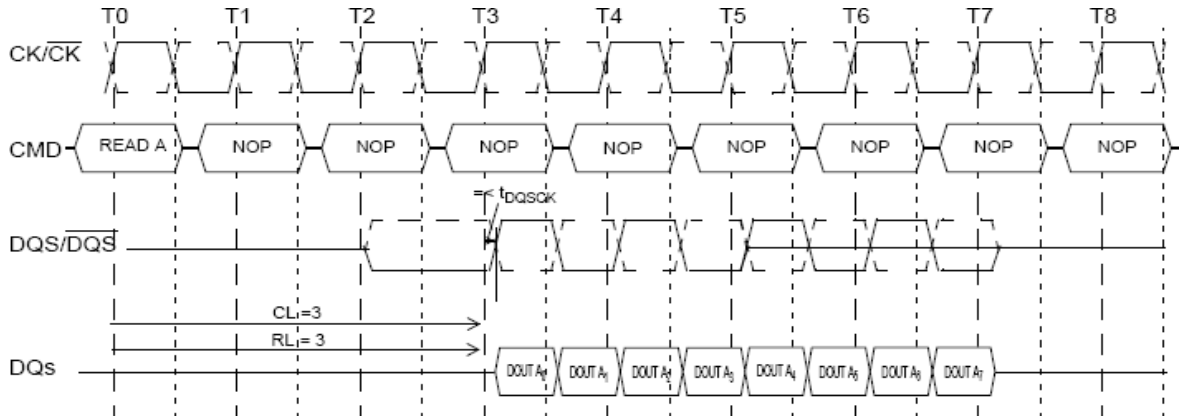 T0 T1 T2 T3 T4 T5 T6 T7 T8
CK/CK
CMD READ A NOP NOP NOP NOP NOP NOP NOP NOP
=< tDQSCK
DQS/DQS
CL =3
RL = 3
DQs DOUT A0 DOUT A1 DOUT A2 DOUT A3 DOUT A4 DOUT A5 DOUT A6 DOUT A7